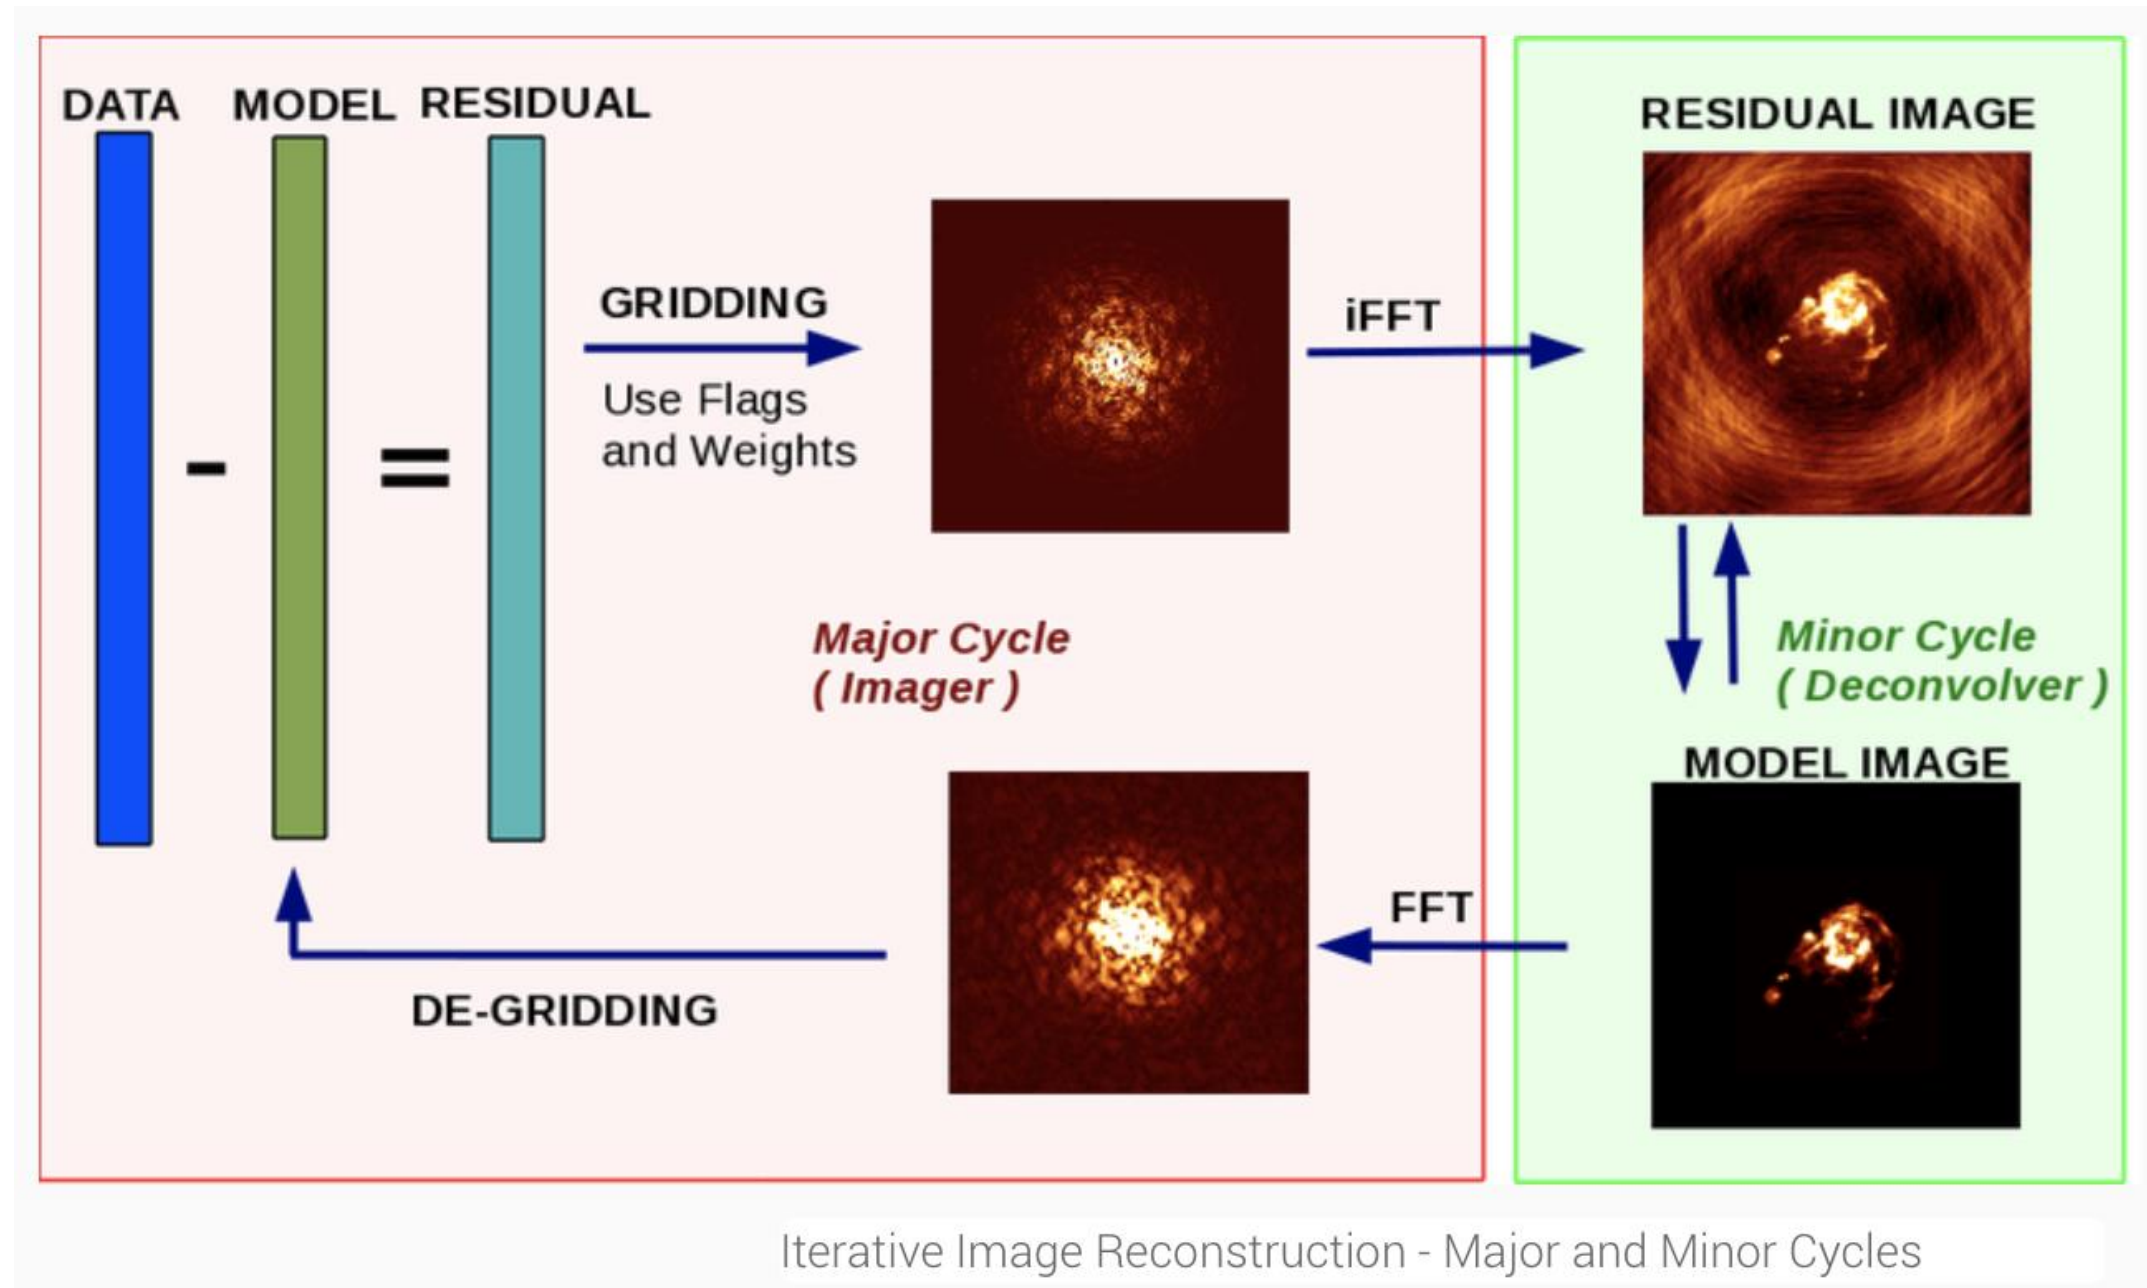 DATA MODEL RESIDUAL
GRIDDING
Use Flags
and Weights
iFFT
RESIDUAL IMAGE
Major Cycle
( Imager )
Minor Cycle
( Deconvolver )
MODEL IMAGE
FFT
DE-GRIDDING
Iterative Image Reconstruction - Major and Minor Cycles